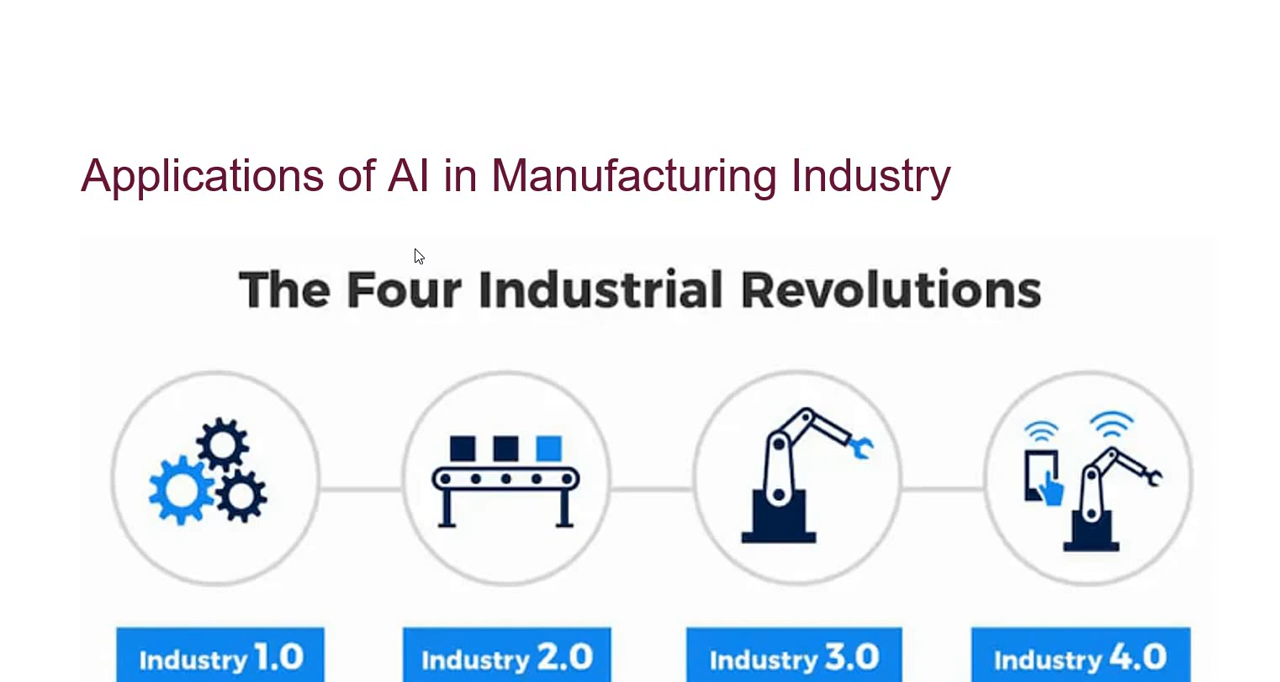 Applications of AI in Manufacturing Industry
The Four Industrial Revolutions
Industry 1.0
Industry 2.0
Industry 3.0
Industry 4.0